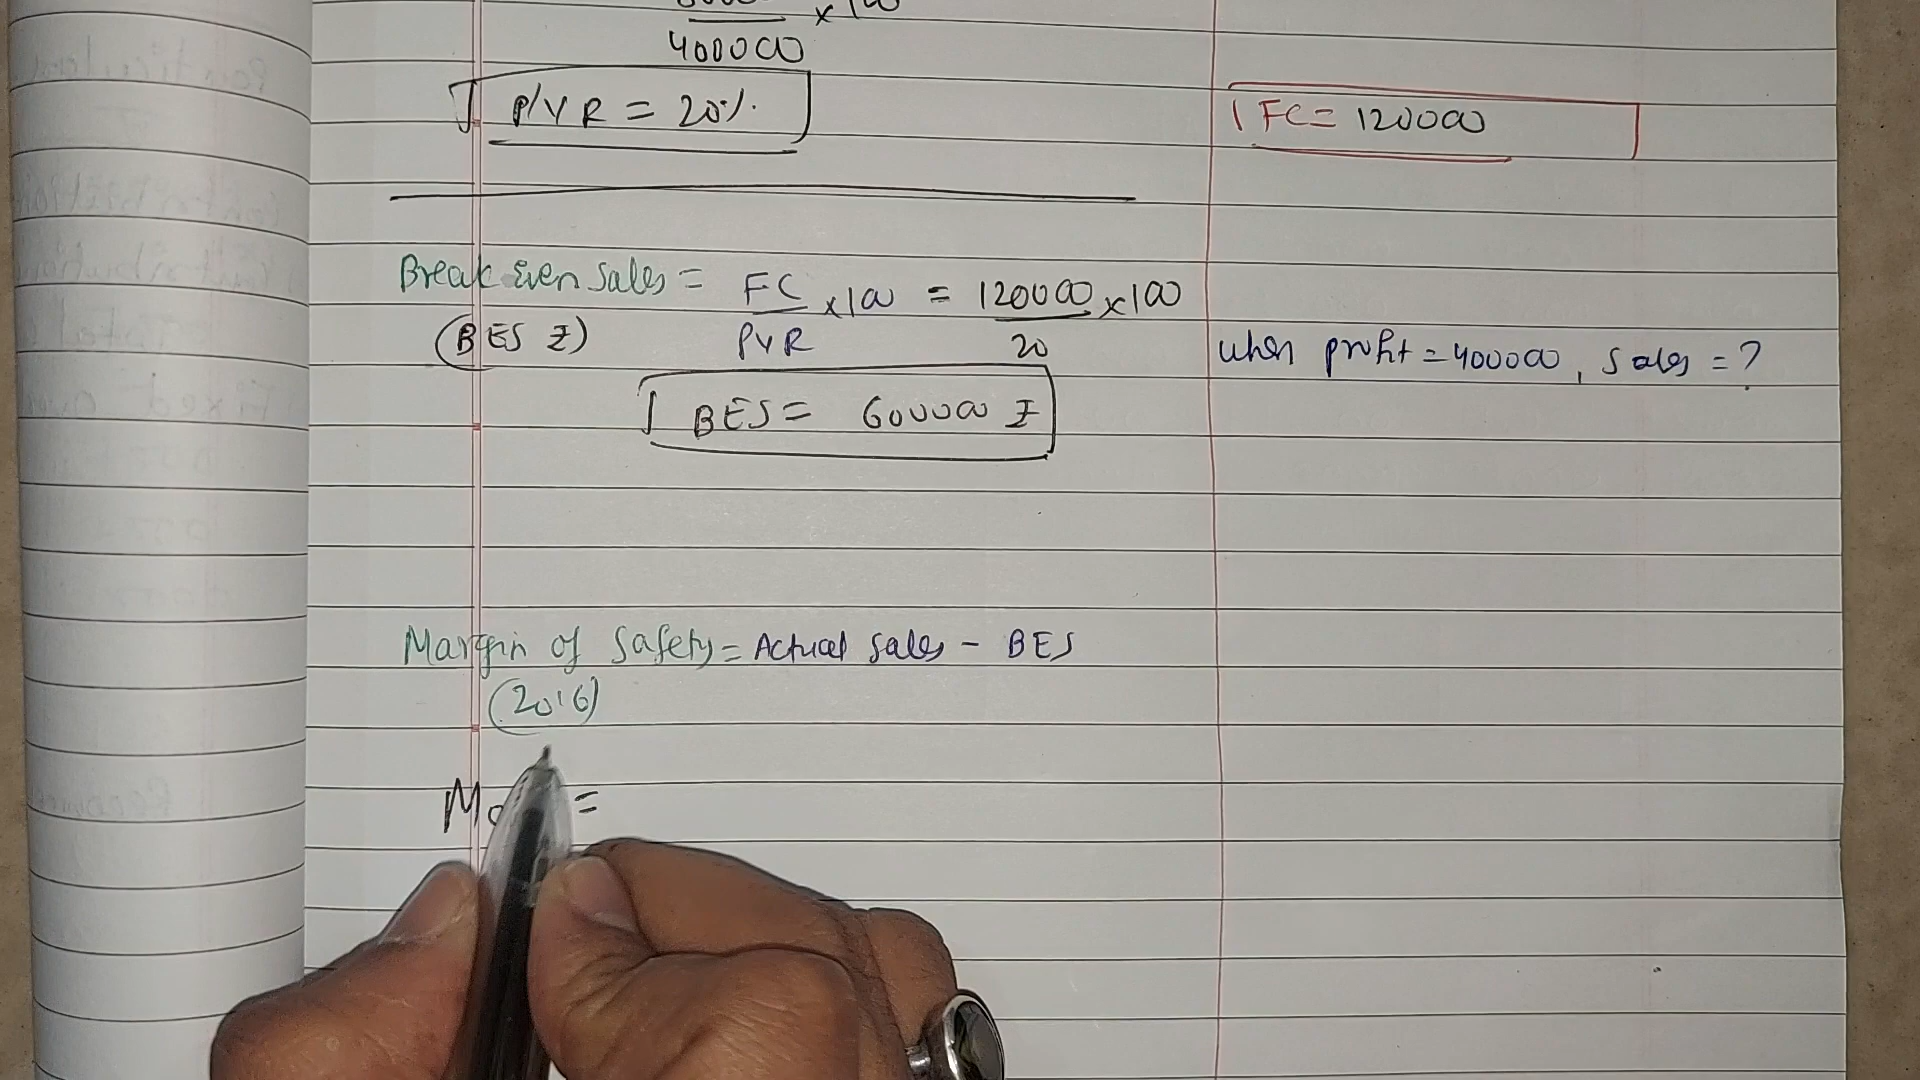 x 100
400000
P/V R = 20%.
FC = 120000
Break Even Sales = FC x100 = 120000 x100
(BES ₹) PVR 20
when profit = 400000, Sales = ?
BES = 600000 ₹
Margin of Safety = Actual Sales - BES
(2016)
=